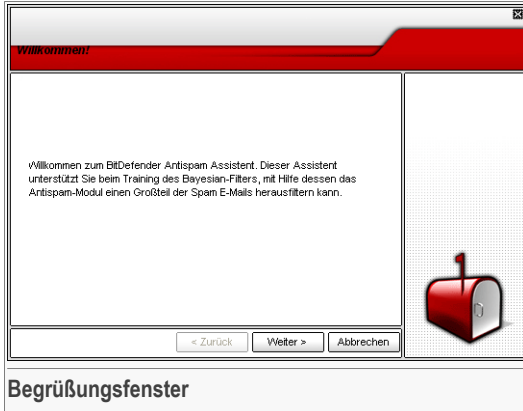 Willkommen!
Willkommen zum BitDefender Antispam Assistent. Dieser Assistent
unterstützt Sie beim Training des Bayesian-Filters, mit Hilfe dessen das
Antispam-Modul einen Großteil der Spam E-Mails herausfiltern kann.
< Zurück Weiter > Abbrechen
Begrüßungsfenster